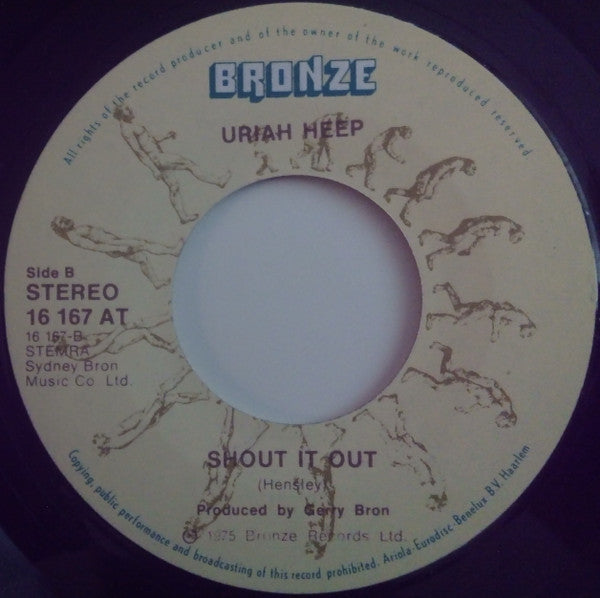 All rights of the record producer and of the owner of the work reproduced reserved
BRONZE
URIAH HEEP
Side B
STEREO
16 167 AT
16 167-B
STEMRA
Sydney Bron
Music Co. Ltd.
SHOUT IT OUT
(Hensley)
Produced by Gerry Bron
℗ 1975 Bronze Records Ltd.
Copying, public performance and broadcasting of this record prohibited. Ariola-Eurodisc-Benelux B.V. Haarlem